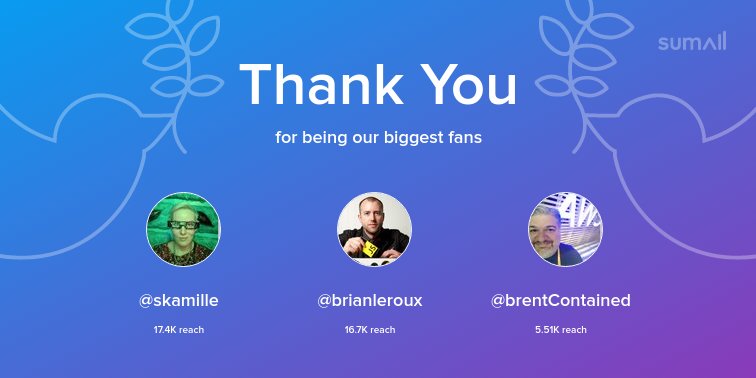 sumall
Thank You
for being our biggest fans
AWS
@skamille
@brianleroux
@brentContained
17.4K reach
16.7K reach
5.51K reach